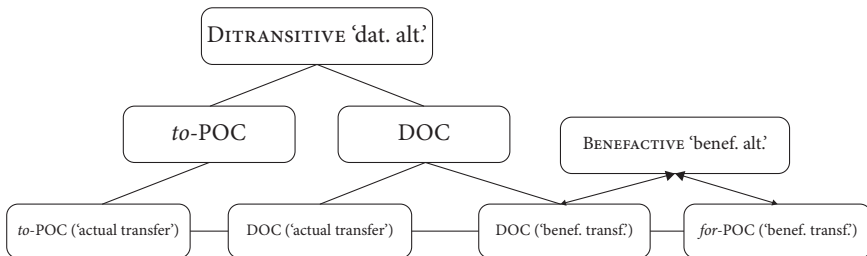 DITRANSITIVE ‘dat. alt.’
to-POC
DOC
BENEFACTIVE ‘benef. alt.’
to-POC (‘actual transfer’)
DOC (‘actual transfer’)
DOC (‘benef. transf.’)
for-POC (‘benef. transf.’)